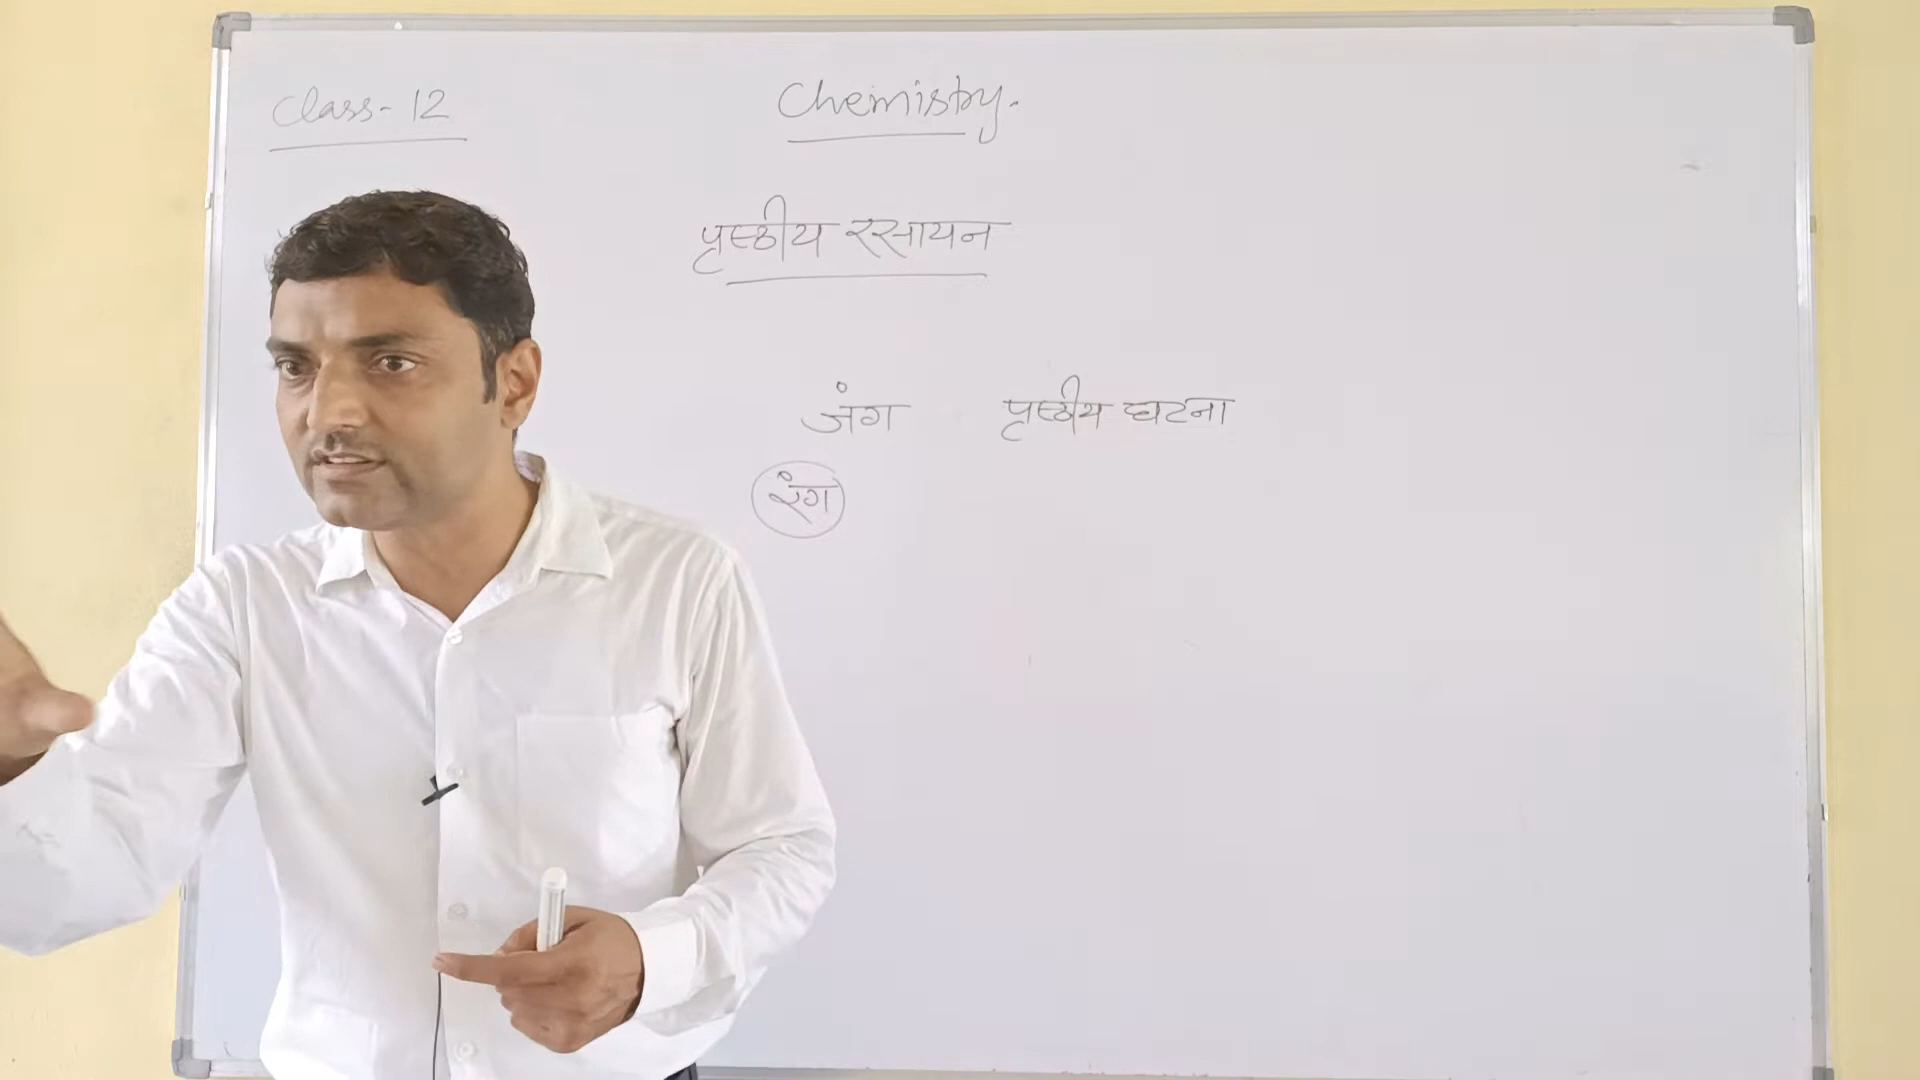 Class-12 Chemistry.
पृष्ठीय रसायन
जंग पृष्ठीय घटना
रंग